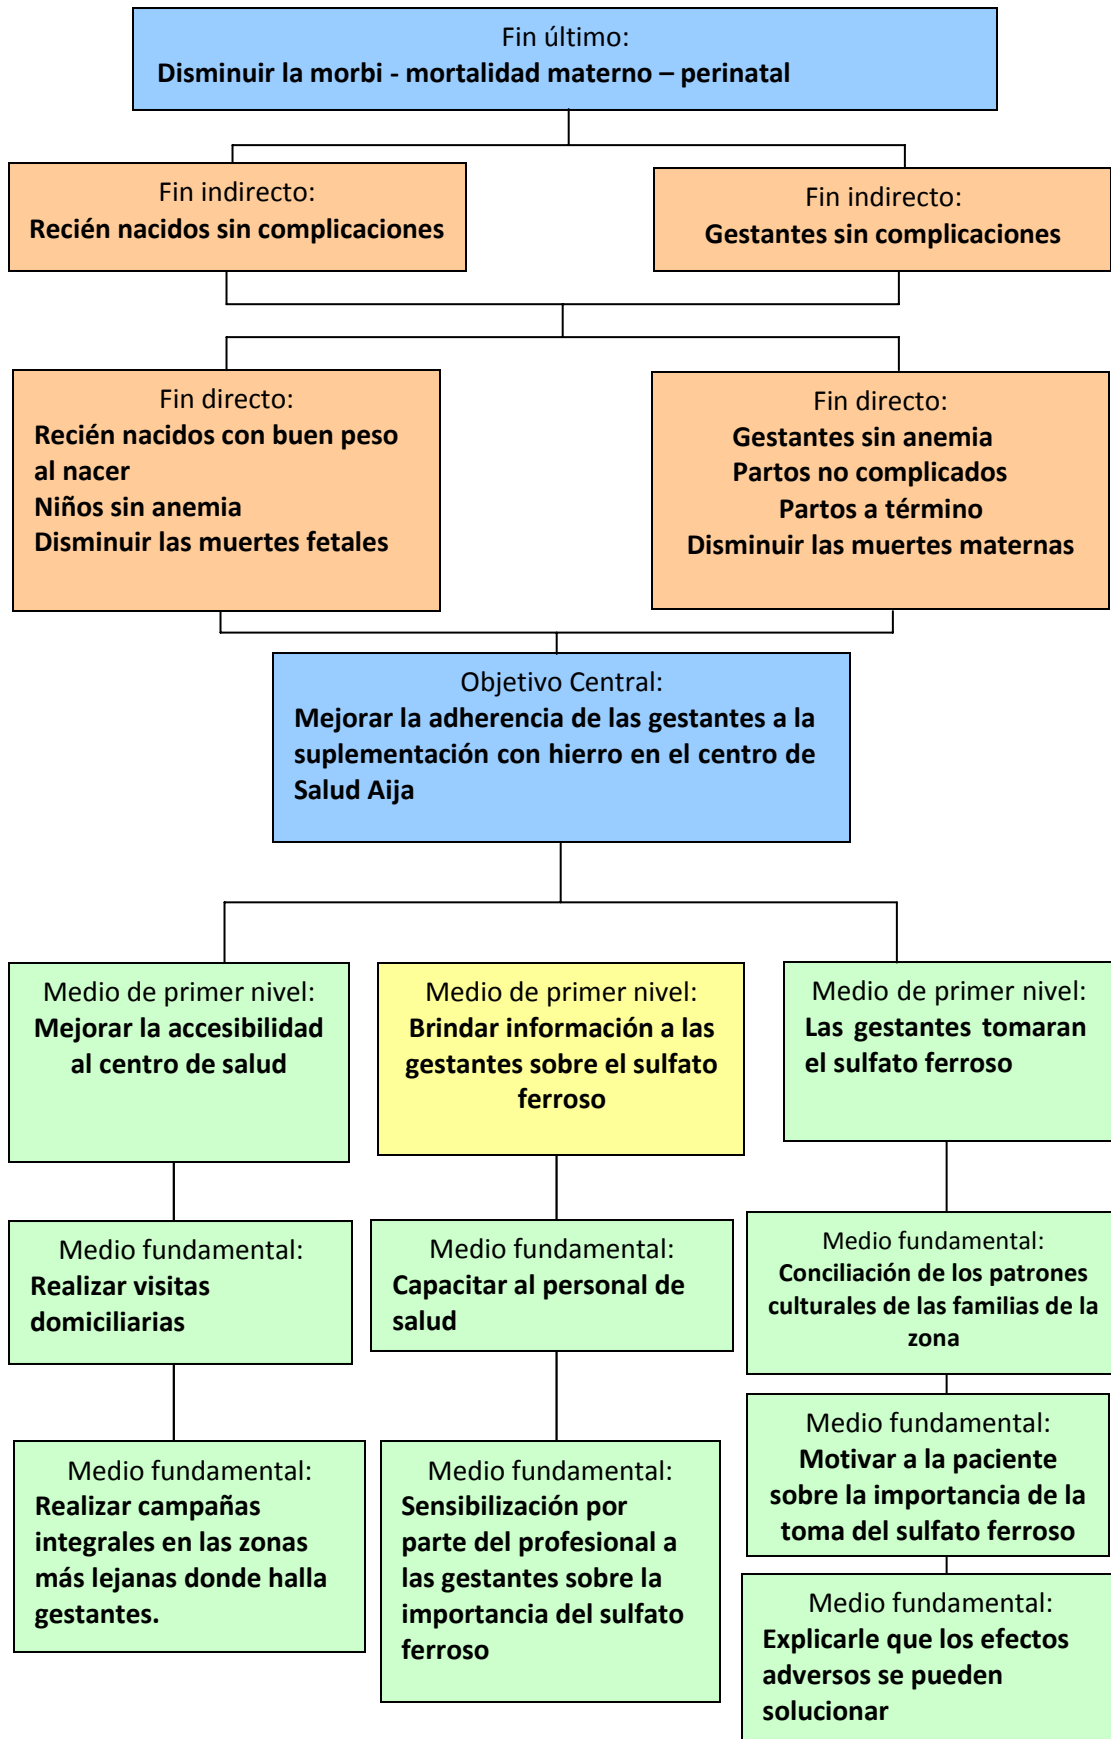 Fin último:
Disminuir la morbi - mortalidad materno – perinatal
Fin indirecto:
Recién nacidos sin complicaciones
Fin indirecto:
Gestantes sin complicaciones
Fin directo:
Recién nacidos con buen peso
al nacer
Niños sin anemia
Disminuir las muertes fetales
Fin directo:
Gestantes sin anemia
Partos no complicados
Partos a término
Disminuir las muertes maternas
Objetivo Central:
Mejorar la adherencia de las gestantes a la
suplementación con hierro en el centro de
Salud Aija
Medio de primer nivel:
Mejorar la accesibilidad
al centro de salud
Medio de primer nivel:
Brindar información a las
gestantes sobre el sulfato
ferroso
Medio de primer nivel:
Las gestantes tomaran
el sulfato ferroso
Medio fundamental:
Realizar visitas
domiciliarias
Medio fundamental:
Capacitar al personal de
salud
Medio fundamental:
Conciliación de los patrones
culturales de las familias de la
zona
Medio fundamental:
Realizar campañas
integrales en las zonas
más lejanas donde halla
gestantes.
Medio fundamental:
Sensibilización por
parte del profesional a
las gestantes sobre la
importancia del sulfato
ferroso
Medio fundamental:
Motivar a la paciente
sobre la importancia de la
toma del sulfato ferroso
Medio fundamental:
Explicarle que los efectos
adversos se pueden
solucionar